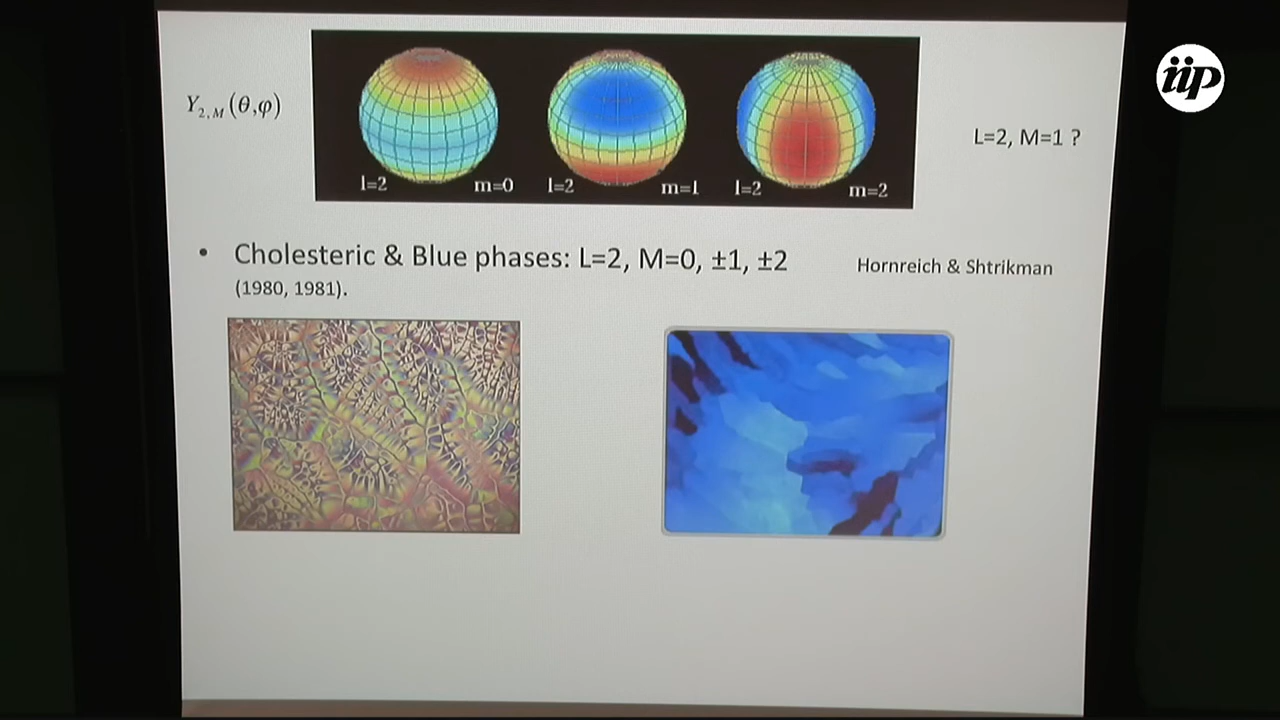 Y2,M(θ,φ)
l=2 m=0 l=2 m=1 l=2 m=2
L=2, M=1 ?
• Cholesteric & Blue phases: L=2, M=0, ±1, ±2 Hornreich & Shtrikman
(1980, 1981).
iip